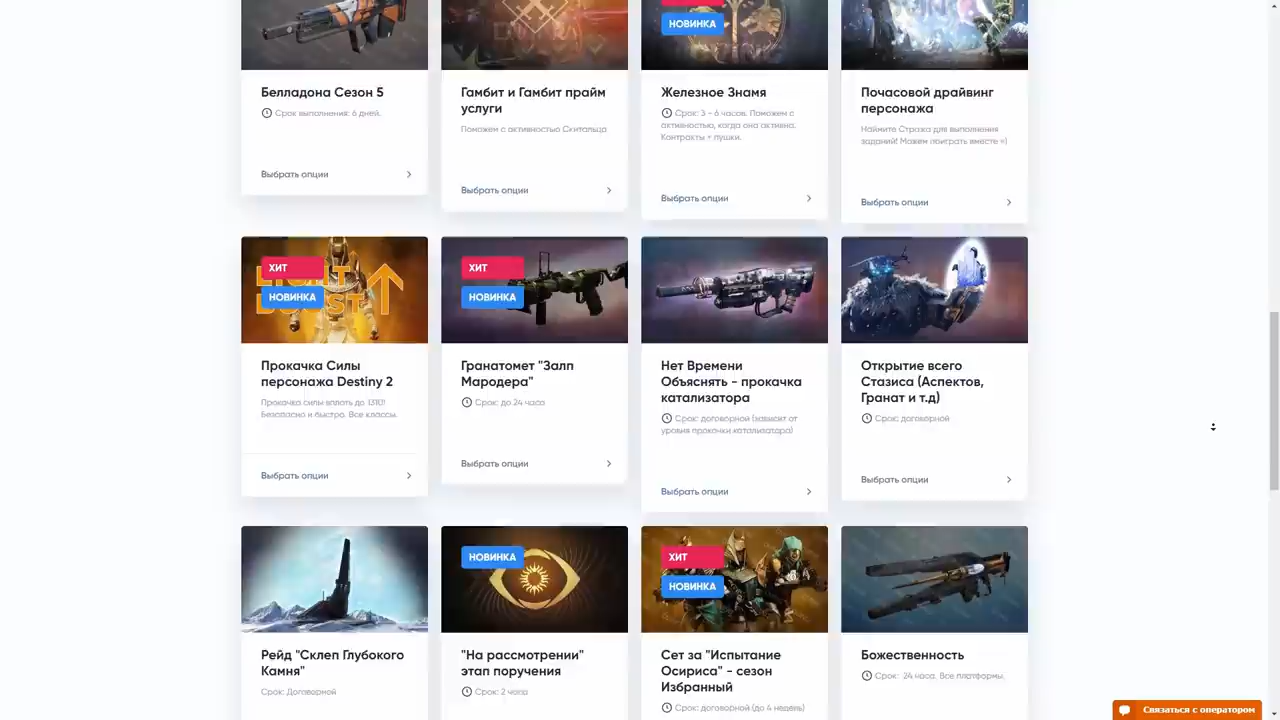 НОВИНКА
Белладона Сезон 5
Срок выполнения: 6 дней.
Выбрать опции
Гамбит и Гамбит прайм
услуги
Поможем с активностью Скитальца
Выбрать опции
Железное Знамя
Срок: 3 - 6 часов. Поможем с
активностью, когда она активна.
Контракты + пушки.
Выбрать опции
Почасовой драйвинг
персонажа
Наймите Стража для выполнения
заданий! Можем поиграть вместе =)
Выбрать опции
ХИТ
НОВИНКА
Прокачка Силы
персонажа Destiny 2
Прокачка силы вплоть до 1310!
Безопасно и быстро. Все классы.
Выбрать опции
ХИТ
НОВИНКА
Гранатомет "Залп
Мародера"
Срок: до 24 часа
Выбрать опции
Нет Времени
Объяснять - прокачка
катализатора
Срок: договорной (зависит от
уровня прокачки катализатора)
Выбрать опции
Открытие всего
Стазиса (Аспектов,
Гранат и т.д)
Срок: договорной
Выбрать опции
Рейд "Склеп Глубокого
Камня"
Срок: Договорной
НОВИНКА
"На рассмотрении"
этап поручения
Срок: 2 часа
ХИТ
НОВИНКА
Сет за "Испытание
Осириса" - сезон
Избранный
Срок: договорной (до 4 недель)
Божественность
Срок: 24 часа. Все платформы.
Связаться с оператором